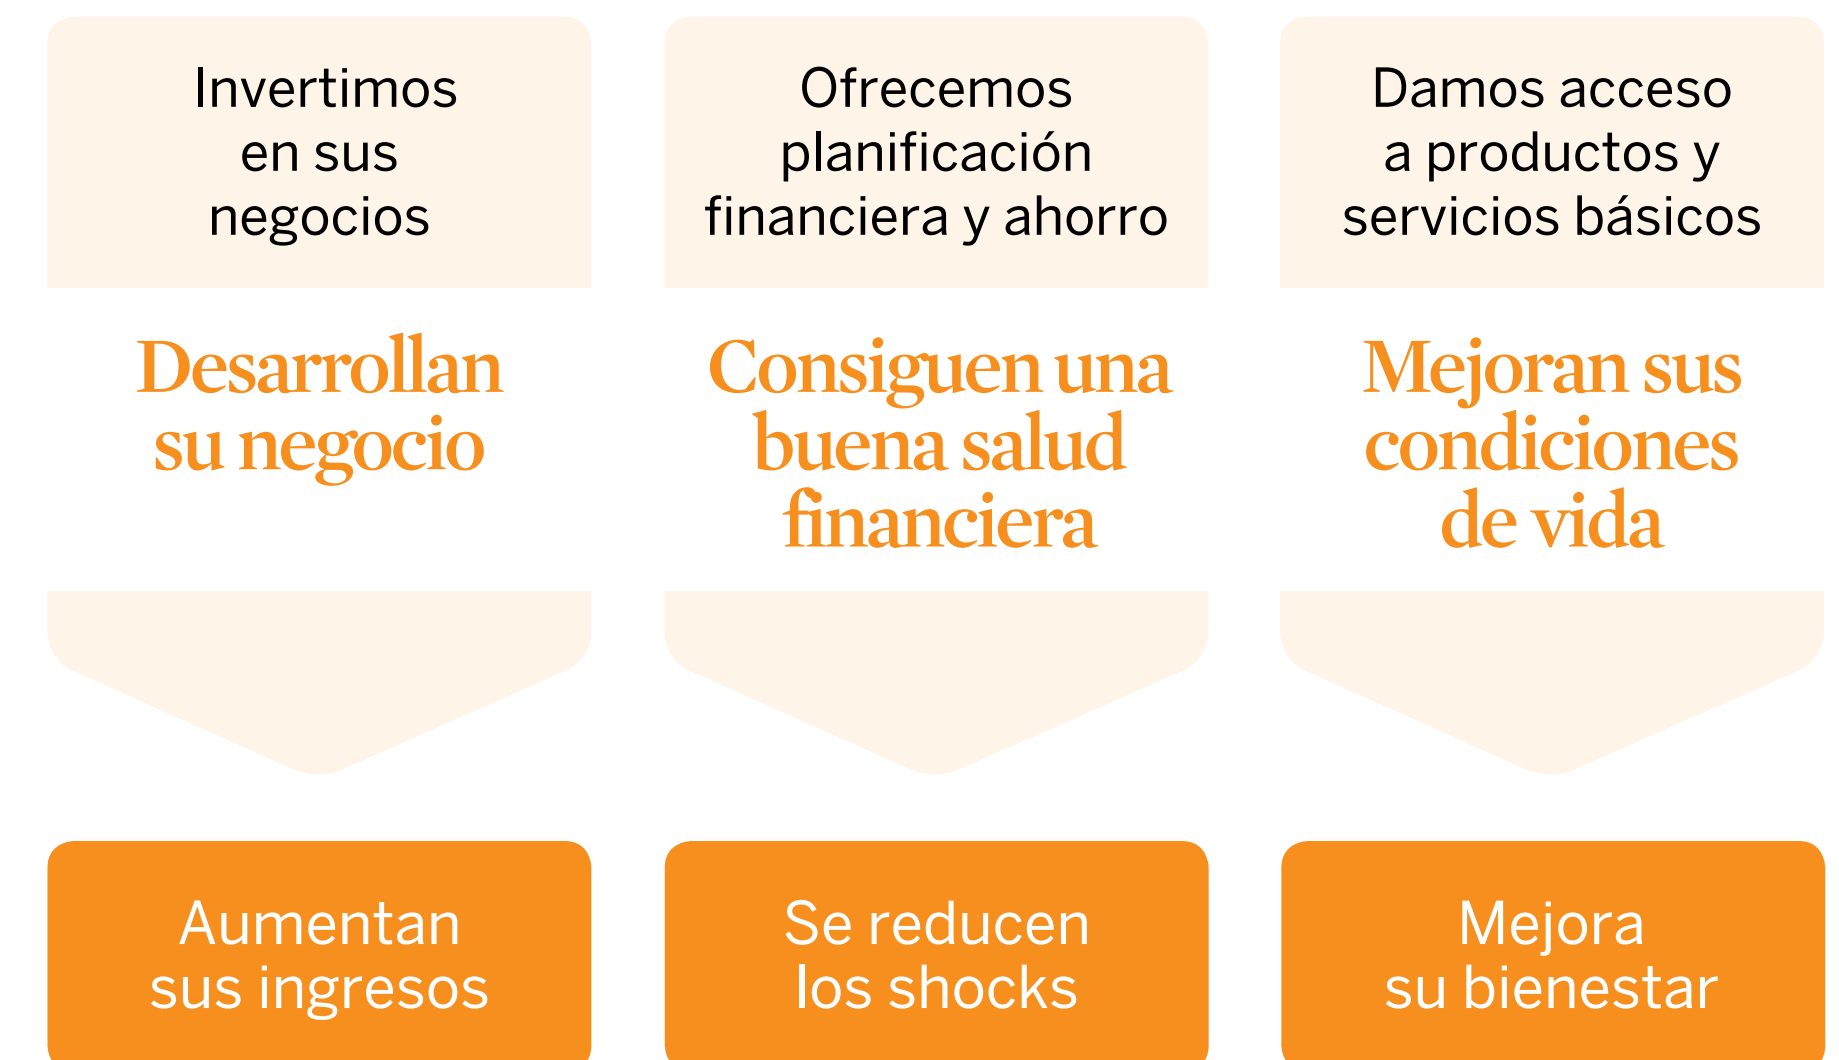 Invertimos
en sus
negocios
Desarrollan
su negocio
Aumentan
sus ingresos
Ofrecemos
planificación
financiera y ahorro
Consiguen una
buena salud
financiera
Se reducen
los shocks
Damos acceso
a productos y
servicios básicos
Mejoran sus
condiciones
de vida
Mejora
su bienestar